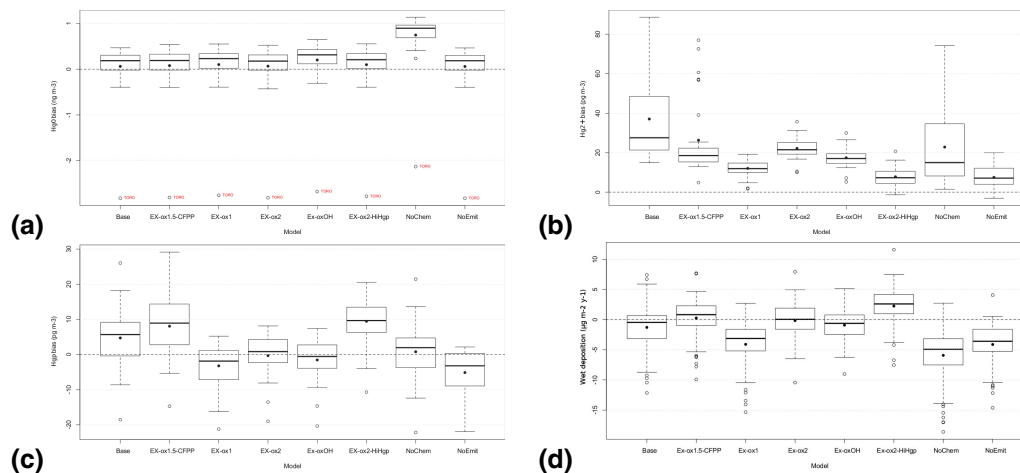 (a)
Hg0bias (ng m-3)
1
0
-1
-2
TORO TORO TORO TORO TORO TORO TORO TORO
Base EX-ox1.5-CFPP EX-ox1 EX-ox2 Ex-oxOH EX-ox2-HiHgp NoChem NoEmit
Model
(b)
Hg2+bias (pg m-3)
80
60
40
20
0
Base EX-ox1.5-CFPP EX-ox1 EX-ox2 Ex-oxOH EX-ox2-HiHgp NoChem NoEmit
Model
(c)
Hgpbias (pg m-3)
30
20
10
0
-10
-20
Base EX-ox1.5-CFPP EX-ox1 EX-ox2 Ex-oxOH EX-ox2-HiHgp NoChem NoEmit
Model
(d)
Wet deposition (µg m-2 y-1)
10
5
0
-5
-10
-15
Base Ex-ox1.5-CFPP Ex-ox1 Ex-ox2 Ex-oxOH Ex-ox2-HiHgp NoChem NoEmit
Model